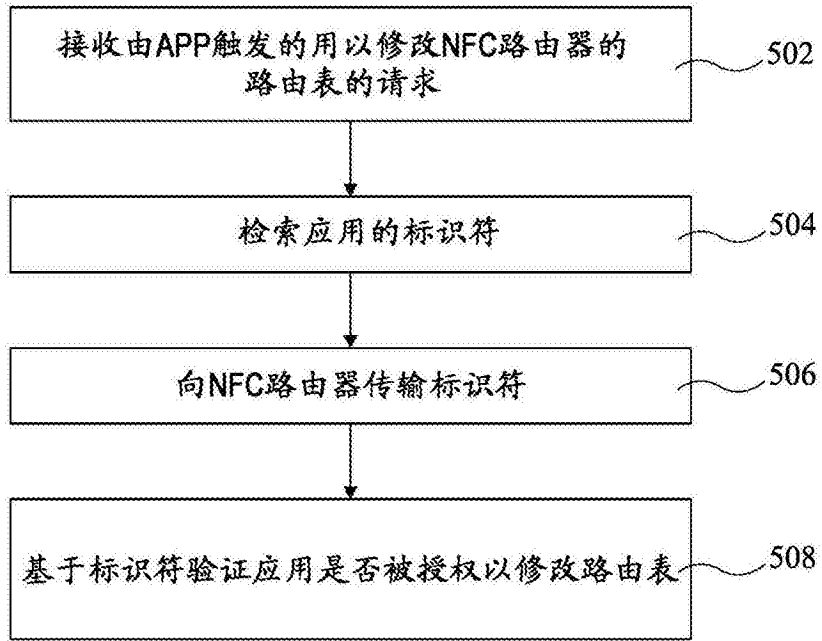 接收由APP触发的用以修改NFC路由器的
路由表的请求
502
检索应用的标识符
504
向NFC路由器传输标识符
506
基于标识符验证应用是否被授权以修改路由表
508